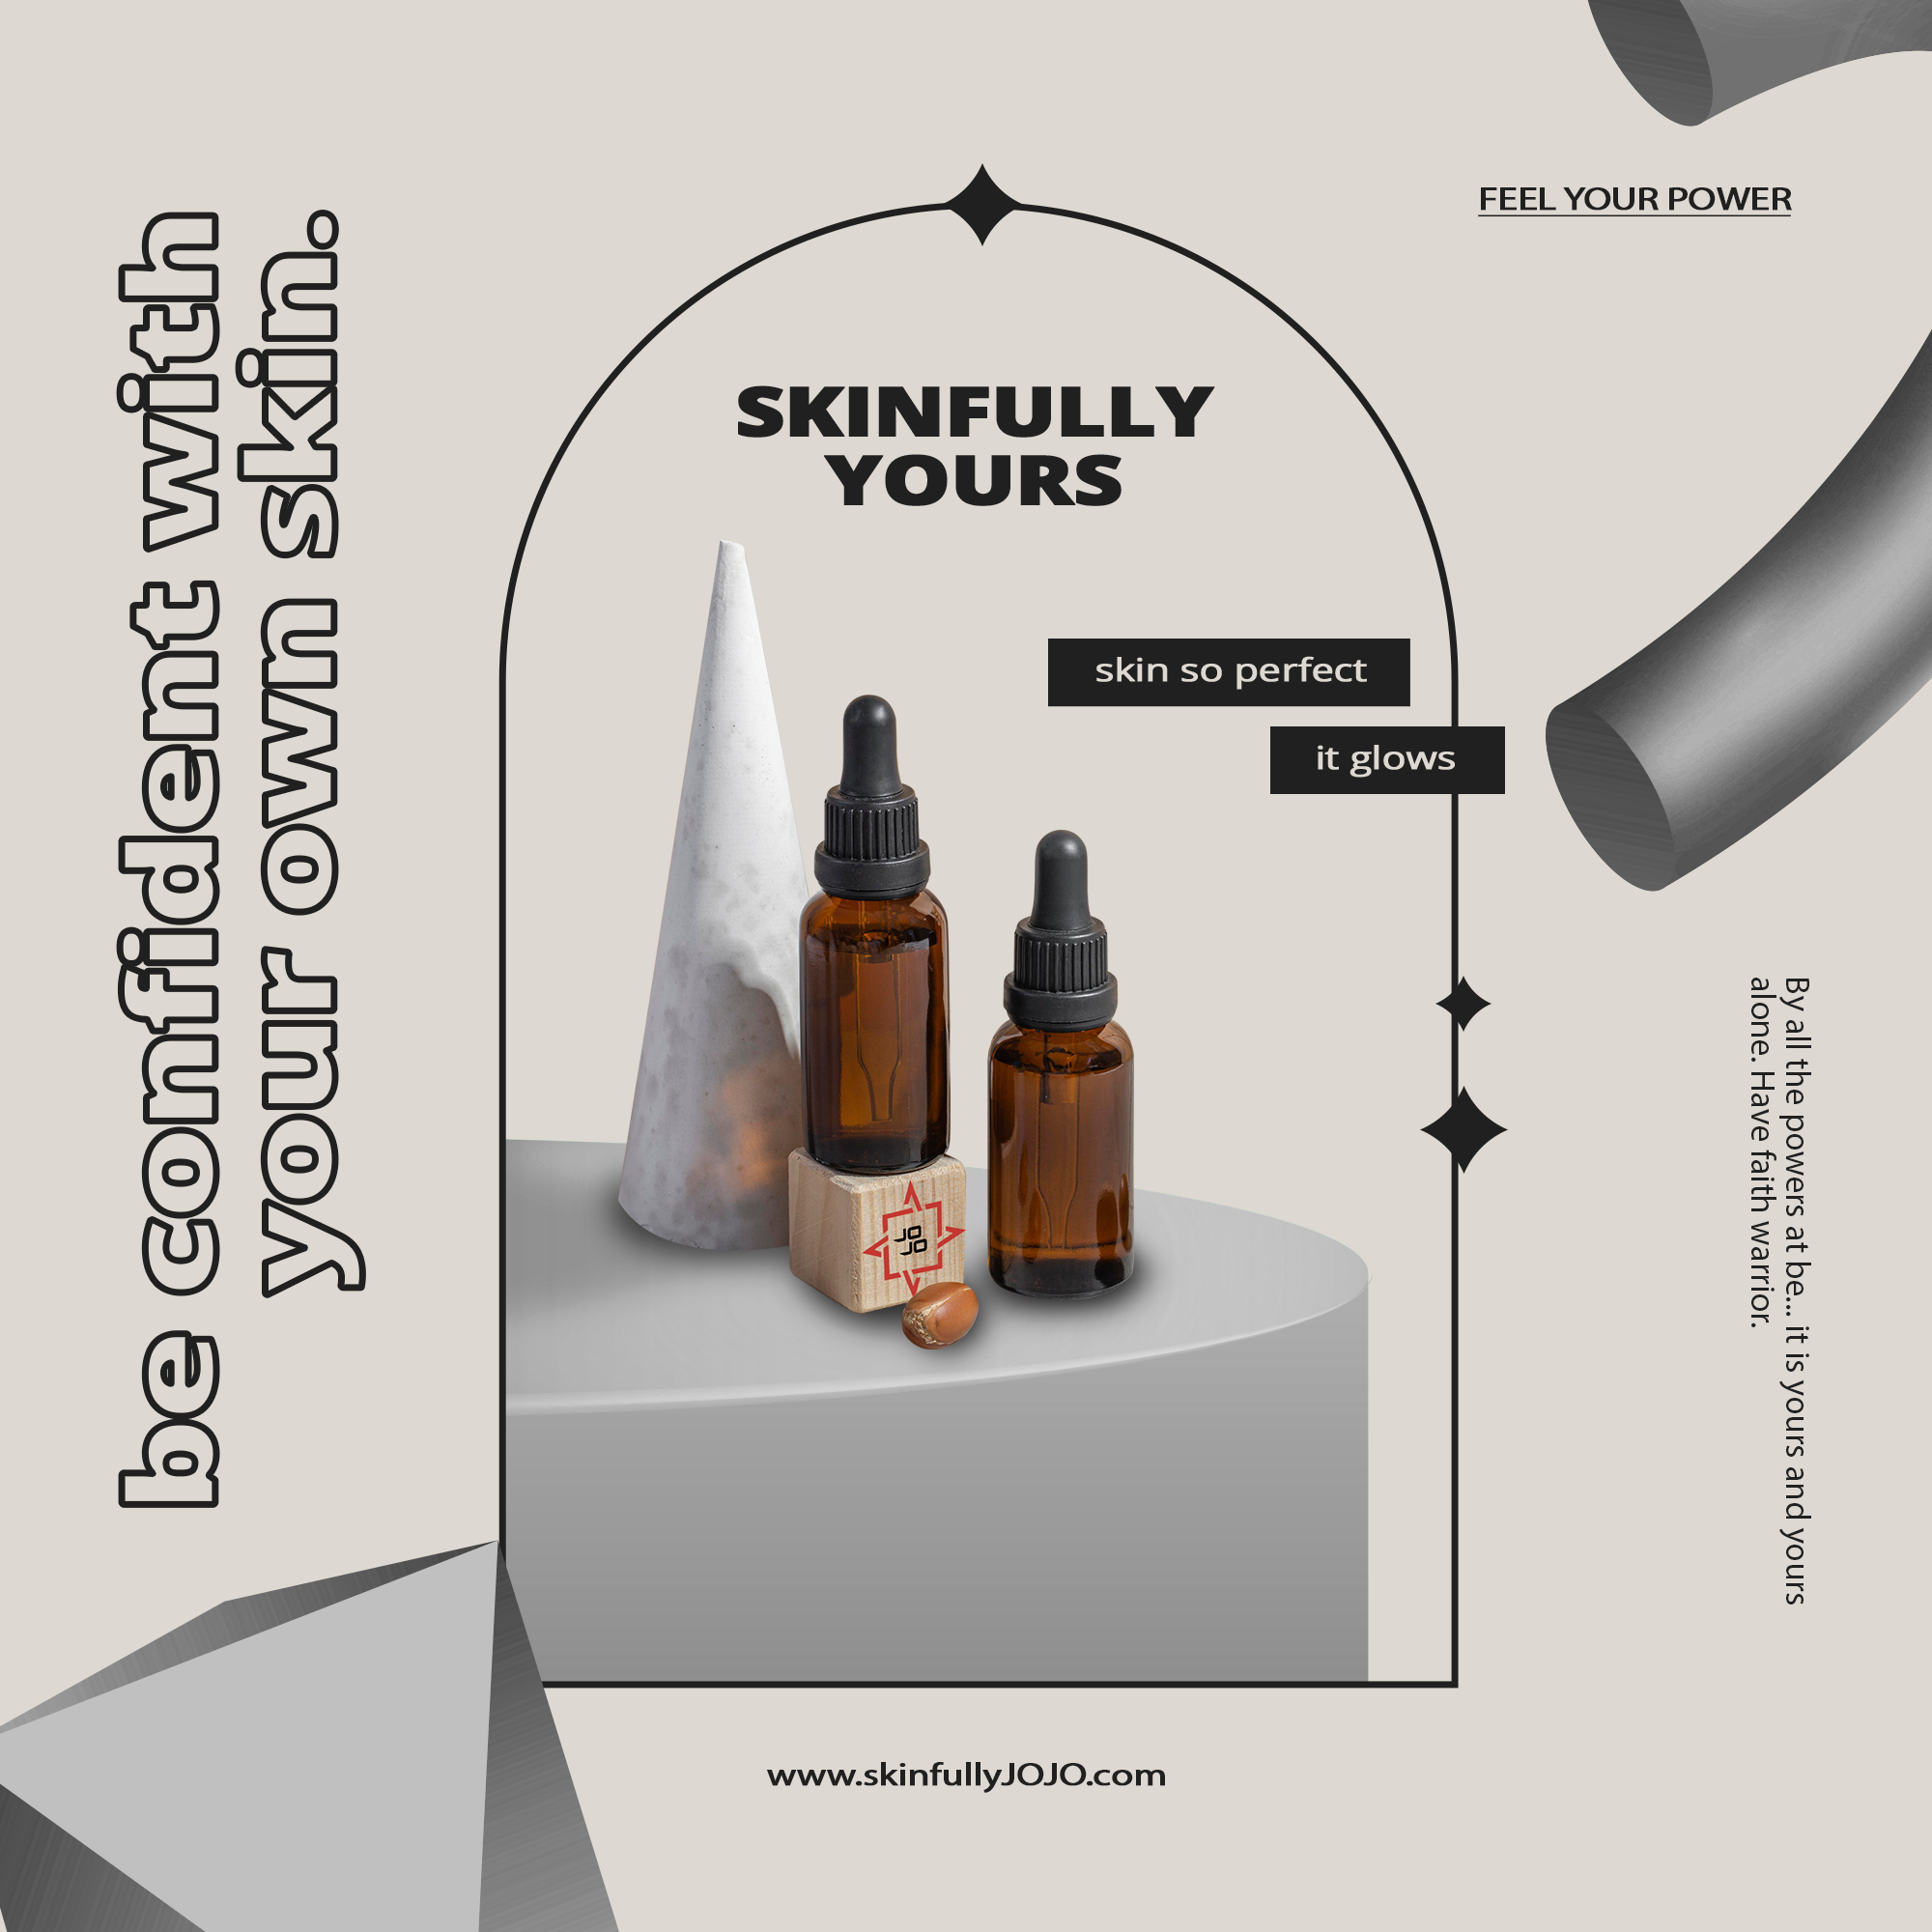 be confident with
your own skin.
FEEL YOUR POWER
SKINFULLY
YOURS
skin so perfect
it glows
JO
JO
By all the powers at be... it is yours and yours
alone. Have faith warrior.
www.skinfullyJOJO.com